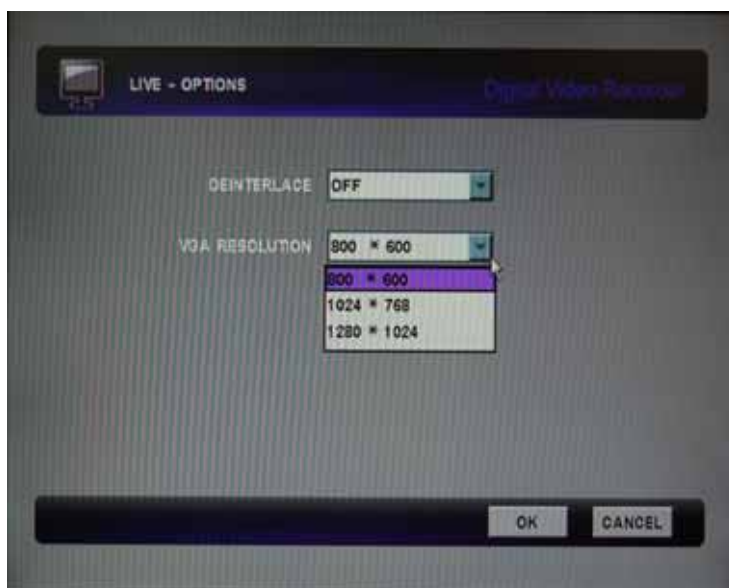 LIVE - OPTIONS
Digital Video Recorder
DEINTERLACE OFF
VGA RESOLUTION 800 * 600
800 * 600
1024 * 768
1280 * 1024
OK CANCEL